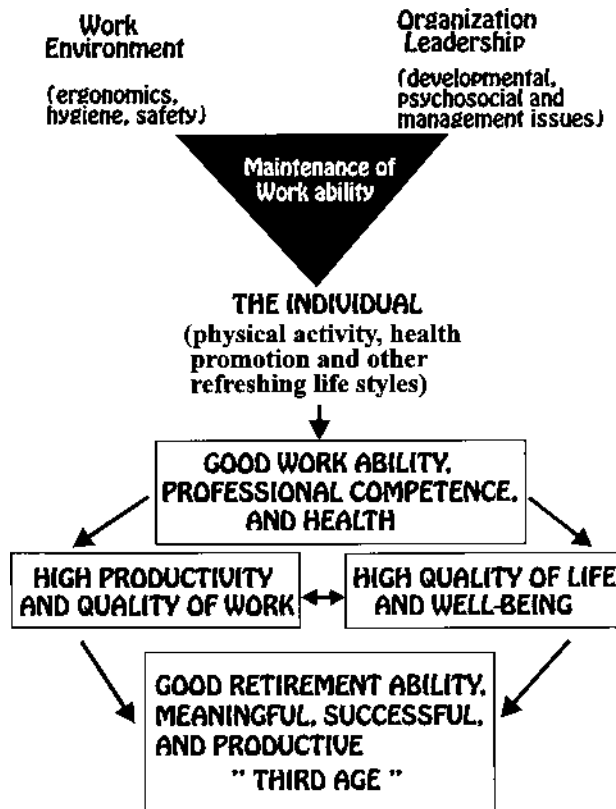 Work
Environment
(ergonomics,
hygiene, safety)
Organization
Leadership
(developmental,
psychosocial and
management issues)
Maintenance of
Work ability
THE INDIVIDUAL
(physical activity, health
promotion and other
refreshing life styles)
GOOD WORK ABILITY,
PROFESSIONAL COMPETENCE,
AND HEALTH
HIGH PRODUCTIVITY
AND QUALITY OF WORK
HIGH QUALITY OF LIFE
AND WELL-BEING
GOOD RETIREMENT ABILITY,
MEANINGFUL, SUCCESSFUL,
AND PRODUCTIVE
" THIRD AGE "